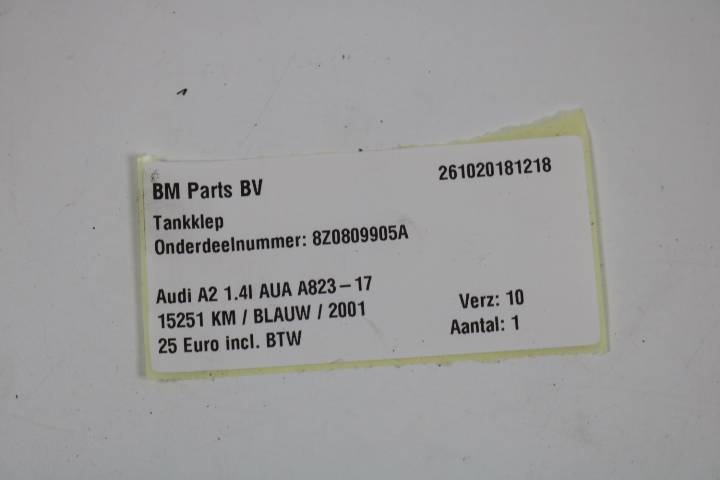 BM Parts BV 261020181218
Tankklep
Onderdeelnummer: 8Z0809905A
Audi A2 1.4I AUA A823-17
15251 KM / BLAUW / 2001 Verz: 10
25 Euro incl. BTW Aantal: 1